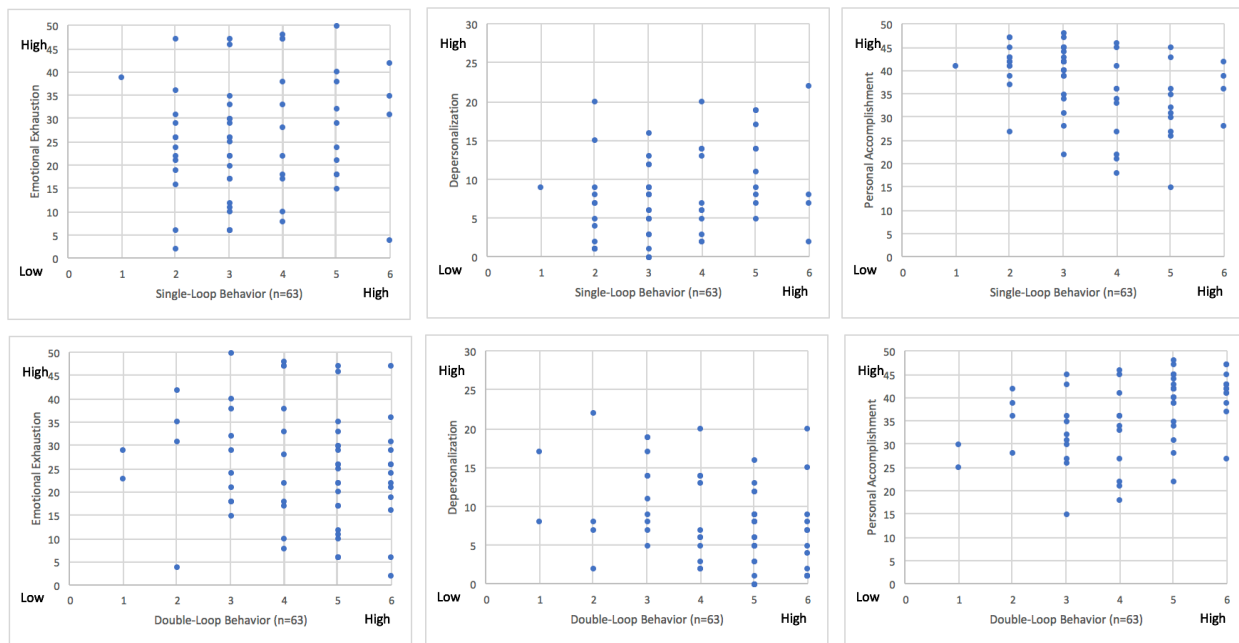 High
Emotional Exhaustion
50
45
40
35
30
25
20
15
10
5
0
Low
0 1 2 3 4 5 6
Single-Loop Behavior (n=63)
High
High
Depersonalization
30
25
20
15
10
5
0
Low
0 1 2 3 4 5 6
Single-Loop Behavior (n=63)
High
High
Personal Accomplishment
50
45
40
35
30
25
20
15
10
5
0
Low
0 1 2 3 4 5 6
Single-Loop Behavior (n=63)
High
High
Emotional Exhaustion
50
45
40
35
30
25
20
15
10
5
0
Low
0 1 2 3 4 5 6
Double-Loop Behavior (n=63)
High
High
Depersonalization
30
25
20
15
10
5
0
Low
0 1 2 3 4 5 6
Double-Loop Behavior (n=63)
High
High
Personal Accomplishment
50
45
40
35
30
25
20
15
10
5
0
Low
0 1 2 3 4 5 6
Double-Loop Behavior (n=63)
High